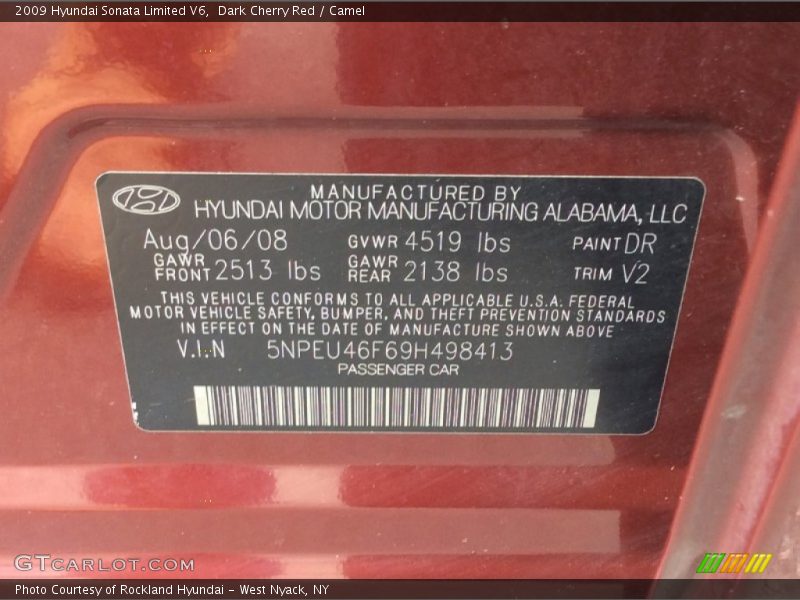 2009 Hyundai Sonata Limited V6, Dark Cherry Red / Camel
MANUFACTURED BY
HYUNDAI MOTOR MANUFACTURING ALABAMA, LLC
Aug/06/08 GVWR 4519 lbs PAINT DR
GAWR FRONT 2513 lbs GAWR REAR 2138 lbs TRIM V2
THIS VEHICLE CONFORMS TO ALL APPLICABLE U.S.A. FEDERAL
MOTOR VEHICLE SAFETY, BUMPER, AND THEFT PREVENTION STANDARDS
IN EFFECT ON THE DATE OF MANUFACTURE SHOWN ABOVE
V.I.N 5NPEU46F69H498413
PASSENGER CAR
GTCARLOT.COM
Photo Courtesy of Rockland Hyundai - West Nyack, NY